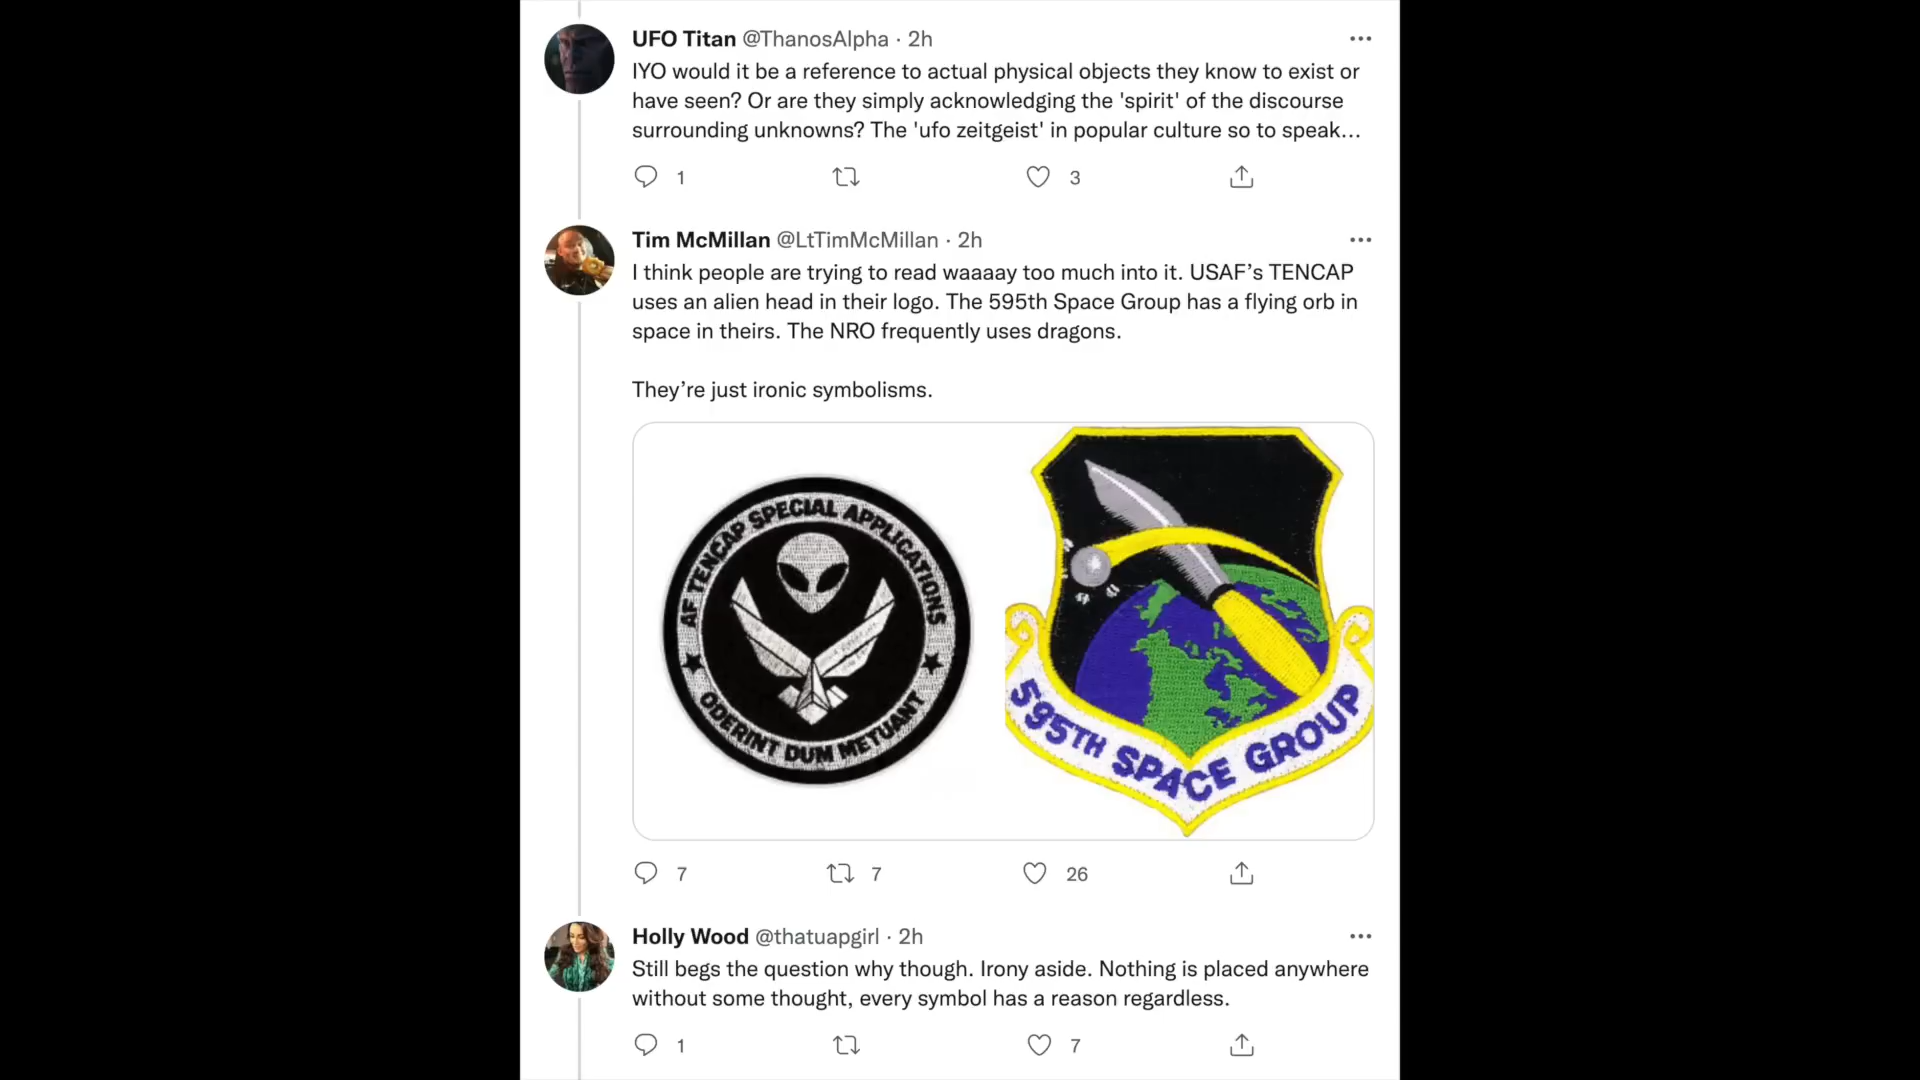 UFO Titan @ThanosAlpha · 2h
IYO would it be a reference to actual physical objects they know to exist or
have seen? Or are they simply acknowledging the 'spirit' of the discourse
surrounding unknowns? The 'ufo zeitgeist' in popular culture so to speak...
1 3
Tim McMillan @LtTimMcMillan · 2h
I think people are trying to read waaaay too much into it. USAF’s TENCAP
uses an alien head in their logo. The 595th Space Group has a flying orb in
space in theirs. The NRO frequently uses dragons.
They’re just ironic symbolisms.
AF TENCAP SPECIAL APPLICATIONS
ODERINT DUM METUANT
595TH SPACE GROUP
7 7 26
Holly Wood @thatuapgirl · 2h
Still begs the question why though. Irony aside. Nothing is placed anywhere
without some thought, every symbol has a reason regardless.
1 7